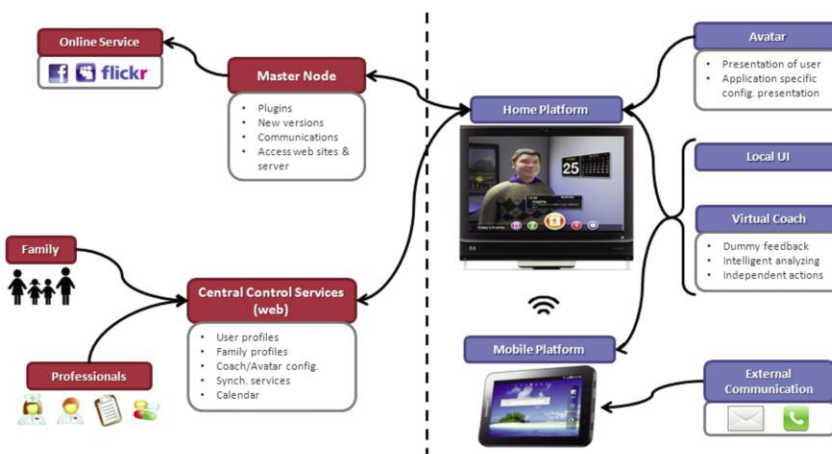 Online Service
flickr
Master Node
Plugins
New versions
Communications
Access web sites &
server
Family
Central Control Services
(web)
User profiles
Family profiles
Coach/Avatar config.
Synch. services
Calendar
Professionals
Home Platform
25
Mobile Platform
Avatar
Presentation of user
Application specific
config. presentation
Local UI
Virtual Coach
Dummy feedback
Intelligent analyzing
Independent actions
External
Communication